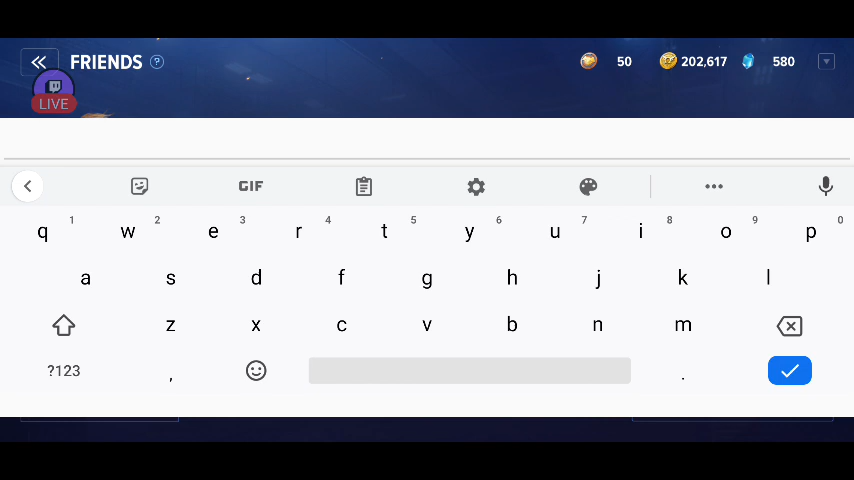 FRIENDS ? 50 202,617 580
LIVE
GIF
q 1 w 2 e 3 r 4 t 5 y 6 u 7 i 8 o 9 p 0
a s d f g h j k l
z x c v b n m
?123 , .